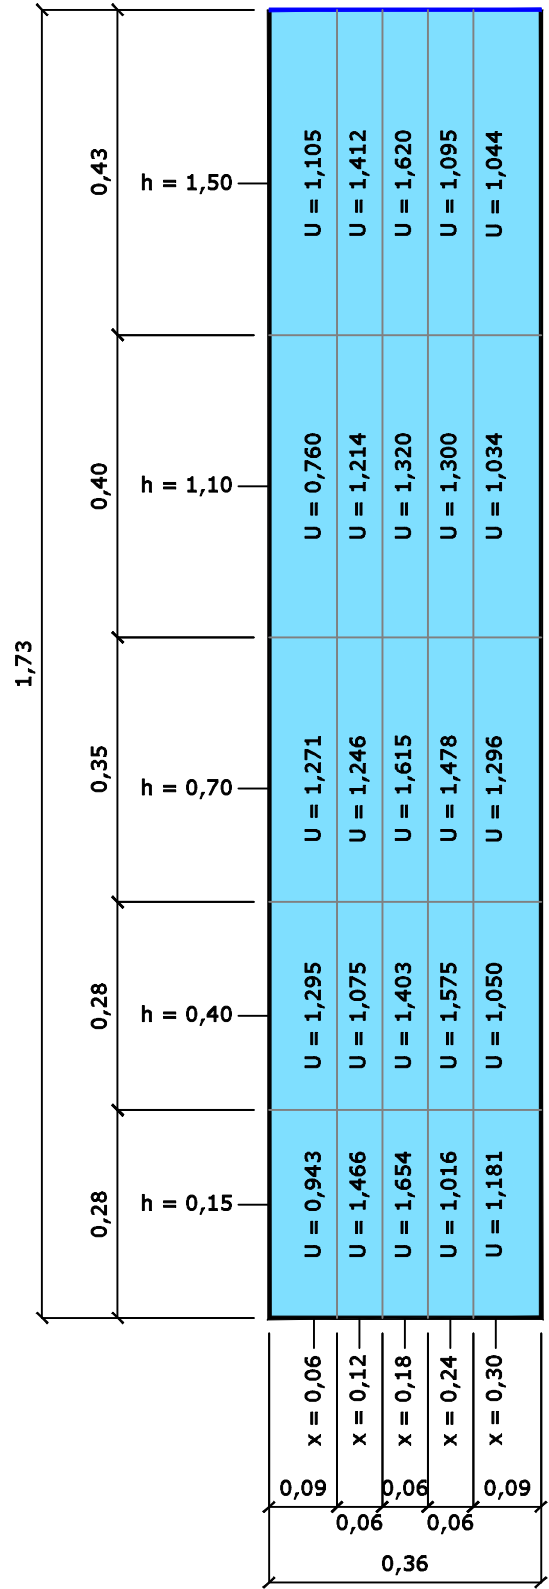 0,43
h = 1,50
U = 1,105
U = 1,412
U = 1,620
U = 1,095
U = 1,044
0,40
h = 1,10
U = 0,760
U = 1,214
U = 1,320
U = 1,300
U = 1,034
1,73
0,35
h = 0,70
U = 1,271
U = 1,246
U = 1,615
U = 1,478
U = 1,296
0,28
h = 0,40
U = 1,295
U = 1,075
U = 1,403
U = 1,575
U = 1,050
0,28
h = 0,15
U = 0,943
U = 1,466
U = 1,654
U = 1,016
U = 1,181
x = 0,06
x = 0,12
x = 0,18
x = 0,24
x = 0,30
0,09
0,06
0,09
0,06
0,06
0,36